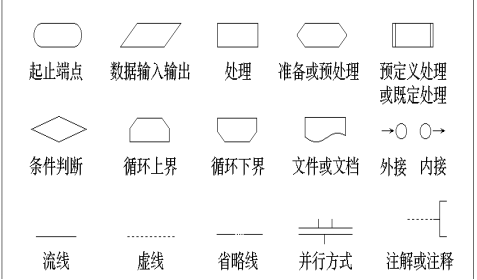 起止端点 数据输入输出 处理 准备或预处理 预定义处理
或既定处理
条件判断 循环上界 循环下界 文件或文档 外接 内接
流线 虚线 省略线 并行方式 注解或注释